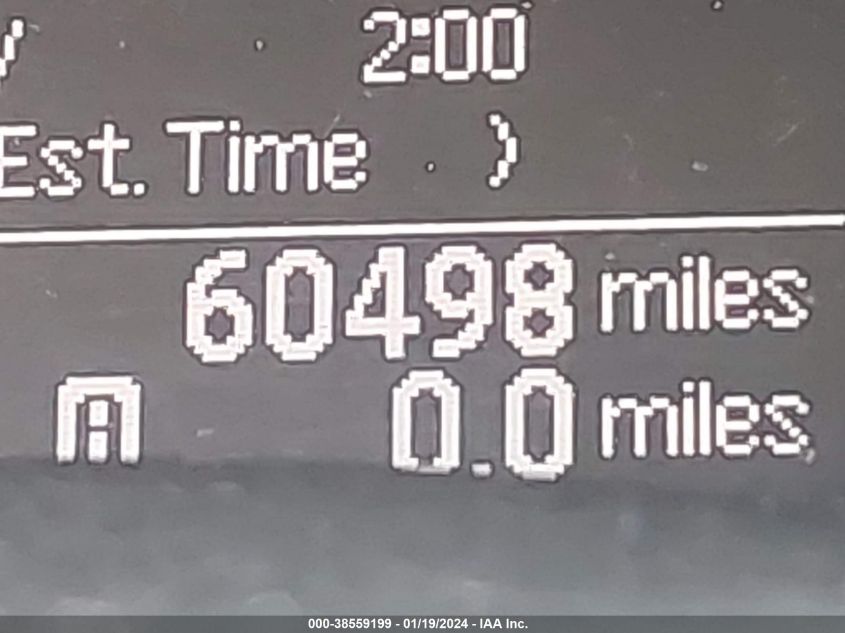 2:00
Est. Time )
60498 miles
A 0.0 miles
000-38559199 - 01/19/2024 - IAA Inc.